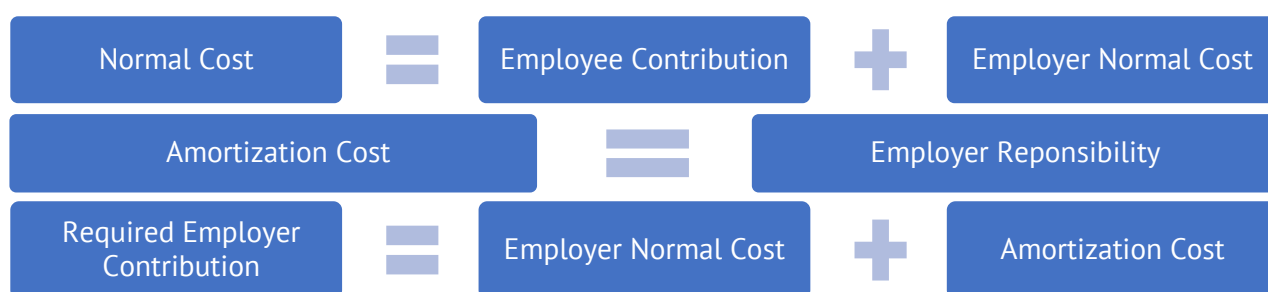 Normal Cost = Employee Contribution + Employer Normal Cost
Amortization Cost = Employer Reponsibility
Required Employer
Contribution = Employer Normal Cost + Amortization Cost